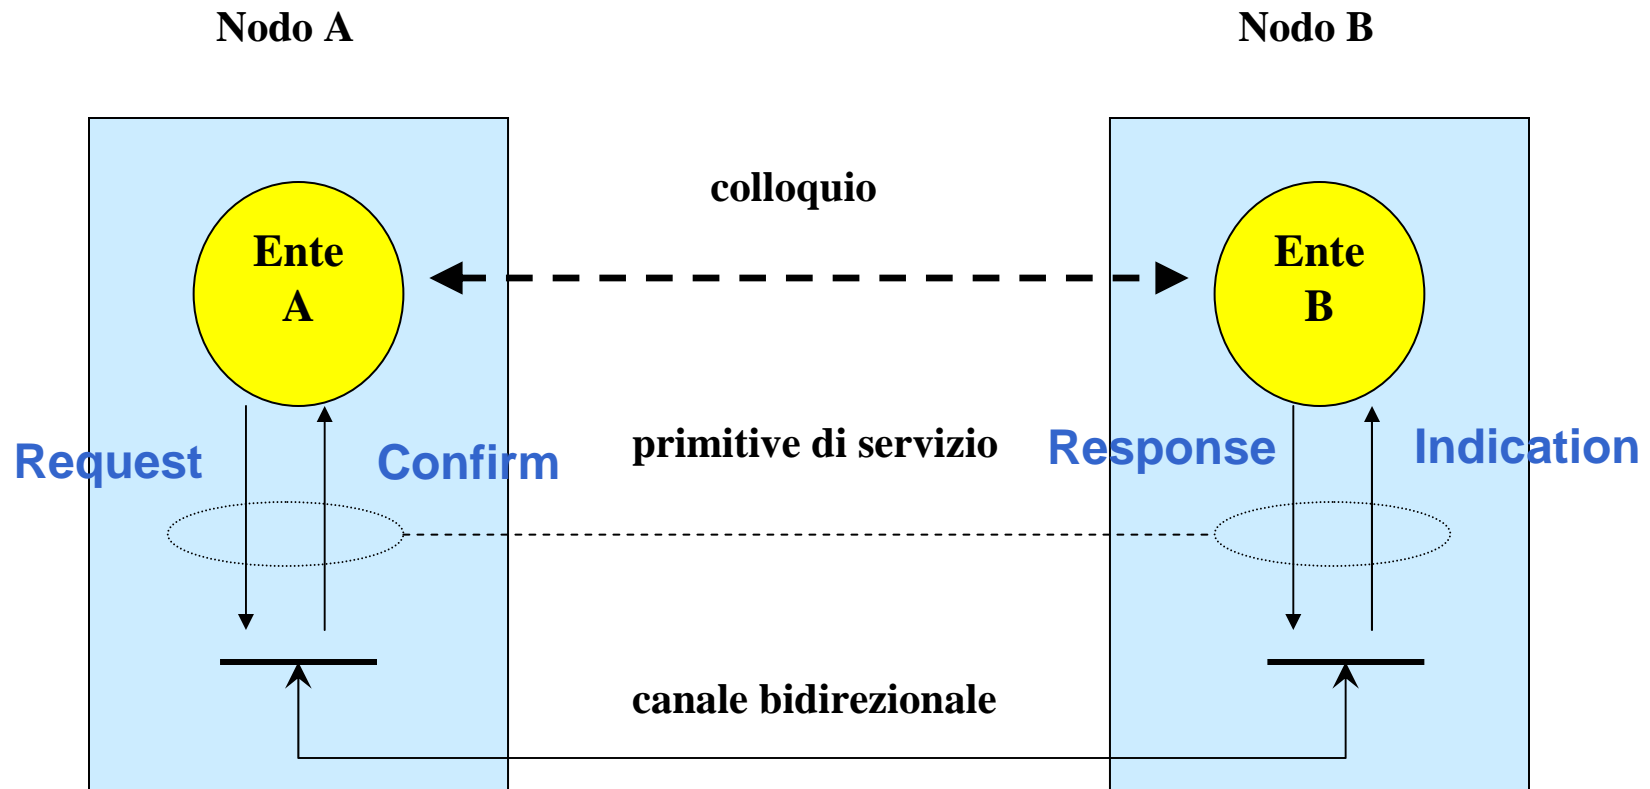 Nodo A
Nodo B
colloquio
Ente
A
Ente
B
primitive di servizio
Request
Confirm
Response
Indication
canale bidirezionale